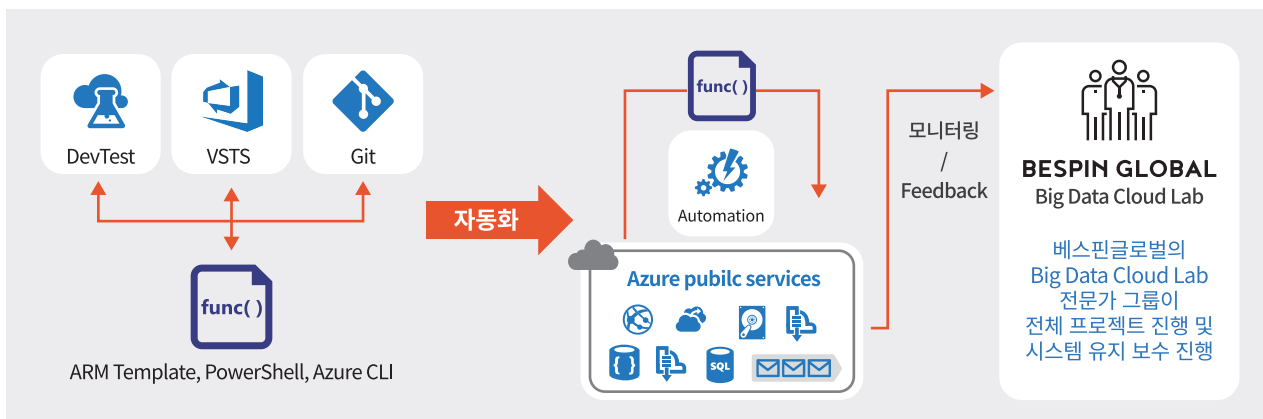 DevTest
VSTS
Git
func( )
ARM Template, PowerShell, Azure CLI
자동화
func( )
Automation
Azure pubilc services
{ }
SQL
모니터링
/
Feedback
BESPIN GLOBAL
Big Data Cloud Lab
베스핀글로벌의
Big Data Cloud Lab
전문가 그룹이
전체 프로젝트 진행 및
시스템 유지 보수 진행